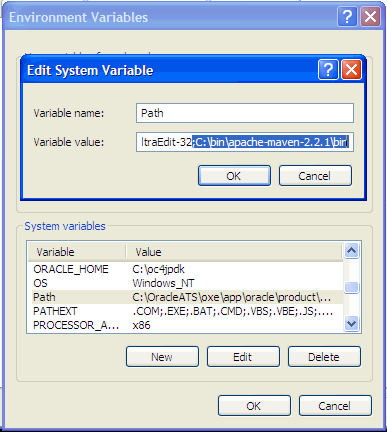 Environment Variables
Edit System Variable
Variable name:
Path
Variable value:
ltraEdit-32;C:\bin\apache-maven-2.2.1\bin
OK
Cancel
System variables
Variable
Value
ORACLE_HOME
C:\oc4jpdk
OS
Windows_NT
Path
C:\OracleATS\oxe\app\oracle\product\...
PATHEXT
.COM;.EXE;.BAT;.CMD;.VBS;.VBE;.JS;....
PROCESSOR_A...
x86
New
Edit
Delete
OK
Cancel